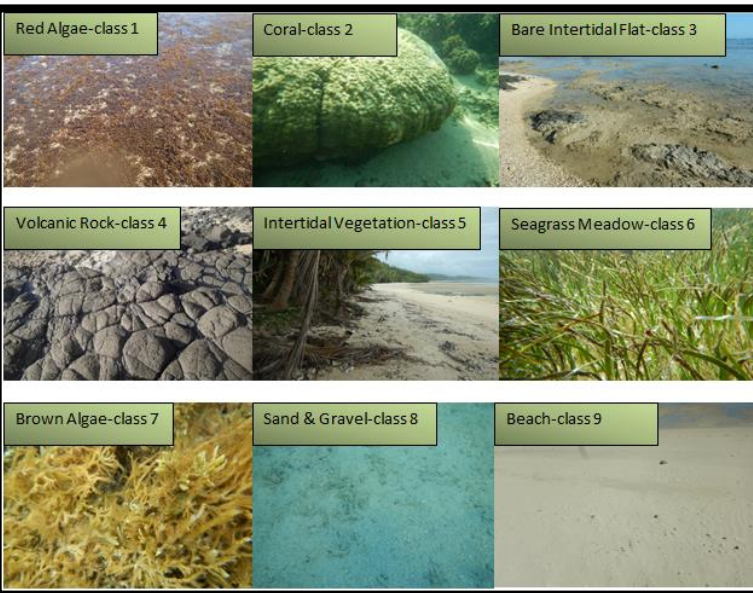 Red Algae-class 1
Coral-class 2
Bare Intertidal Flat-class 3
Volcanic Rock-class 4
Intertidal Vegetation-class 5
Seagrass Meadow-class 6
Brown Algae-class 7
Sand & Gravel-class 8
Beach-class 9